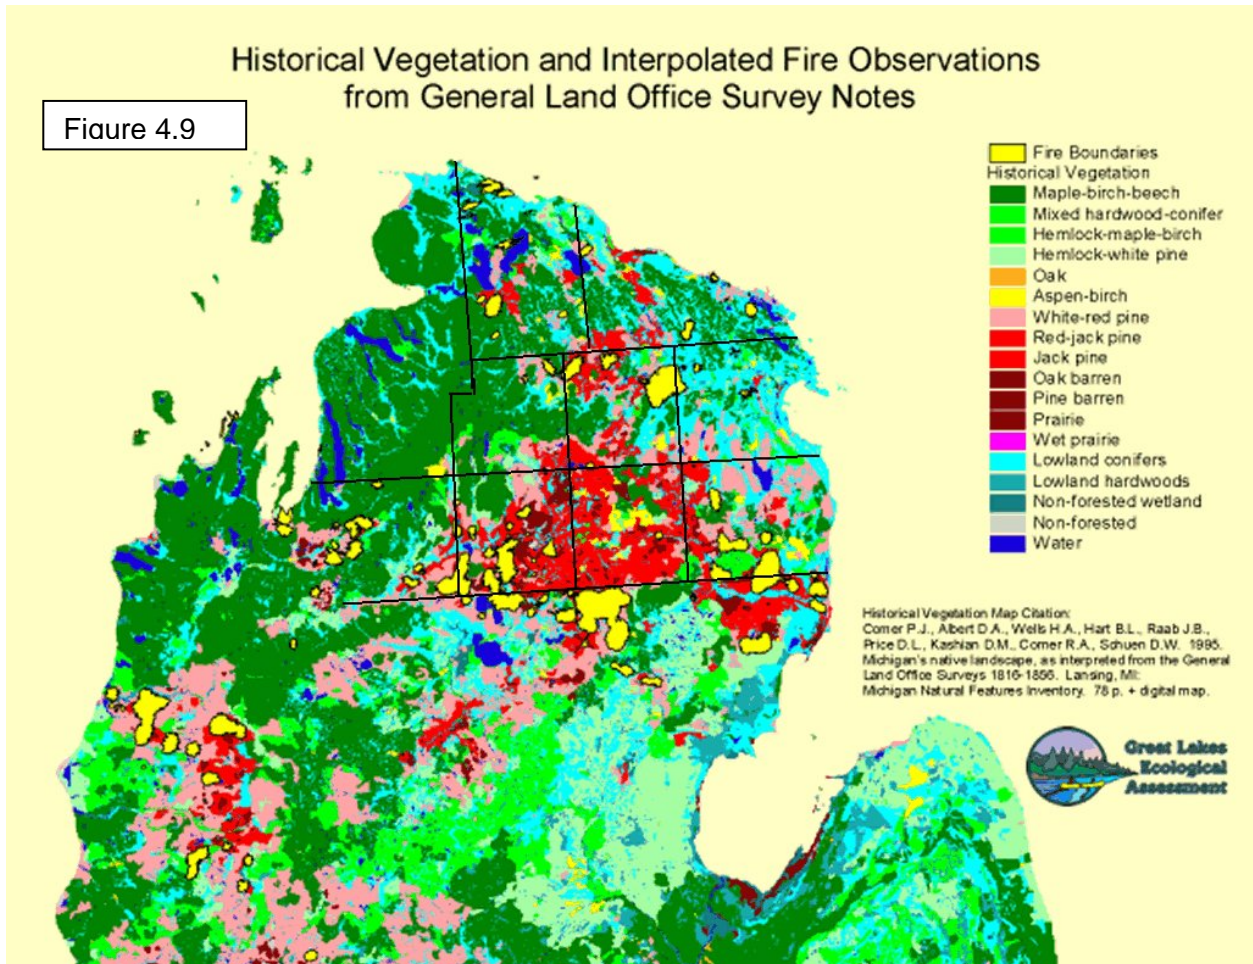 Historical Vegetation and Interpolated Fire Observations
from General Land Office Survey Notes
Figure 4.9
Fire Boundaries
Historical Vegetation
Maple-birch-beech
Mixed hardwood-conifer
Hemlock-maple-birch
Hemlock-white pine
Oak
Aspen-birch
White-red pine
Red-jack pine
Jack pine
Oak barren
Pine barren
Prairie
Wet prairie
Lowland conifers
Lowland hardwoods
Non-forested wetland
Non-forested
Water
Historical Vegetation Map Citation:
Comer P.J., Albert D.A., Wells H.A., Hart B.L., Raab J.B.,
Price D.L., Kashian D.M., Corner R.A., Schuen D.W. 1995.
Michigan's native landscape, as interpreted from the General
Land Office Surveys 1816-1856. Lansing, MI:
Michigan Natural Features Inventory. 78 p. + digital map.
Great Lakes
Ecological
Assessment